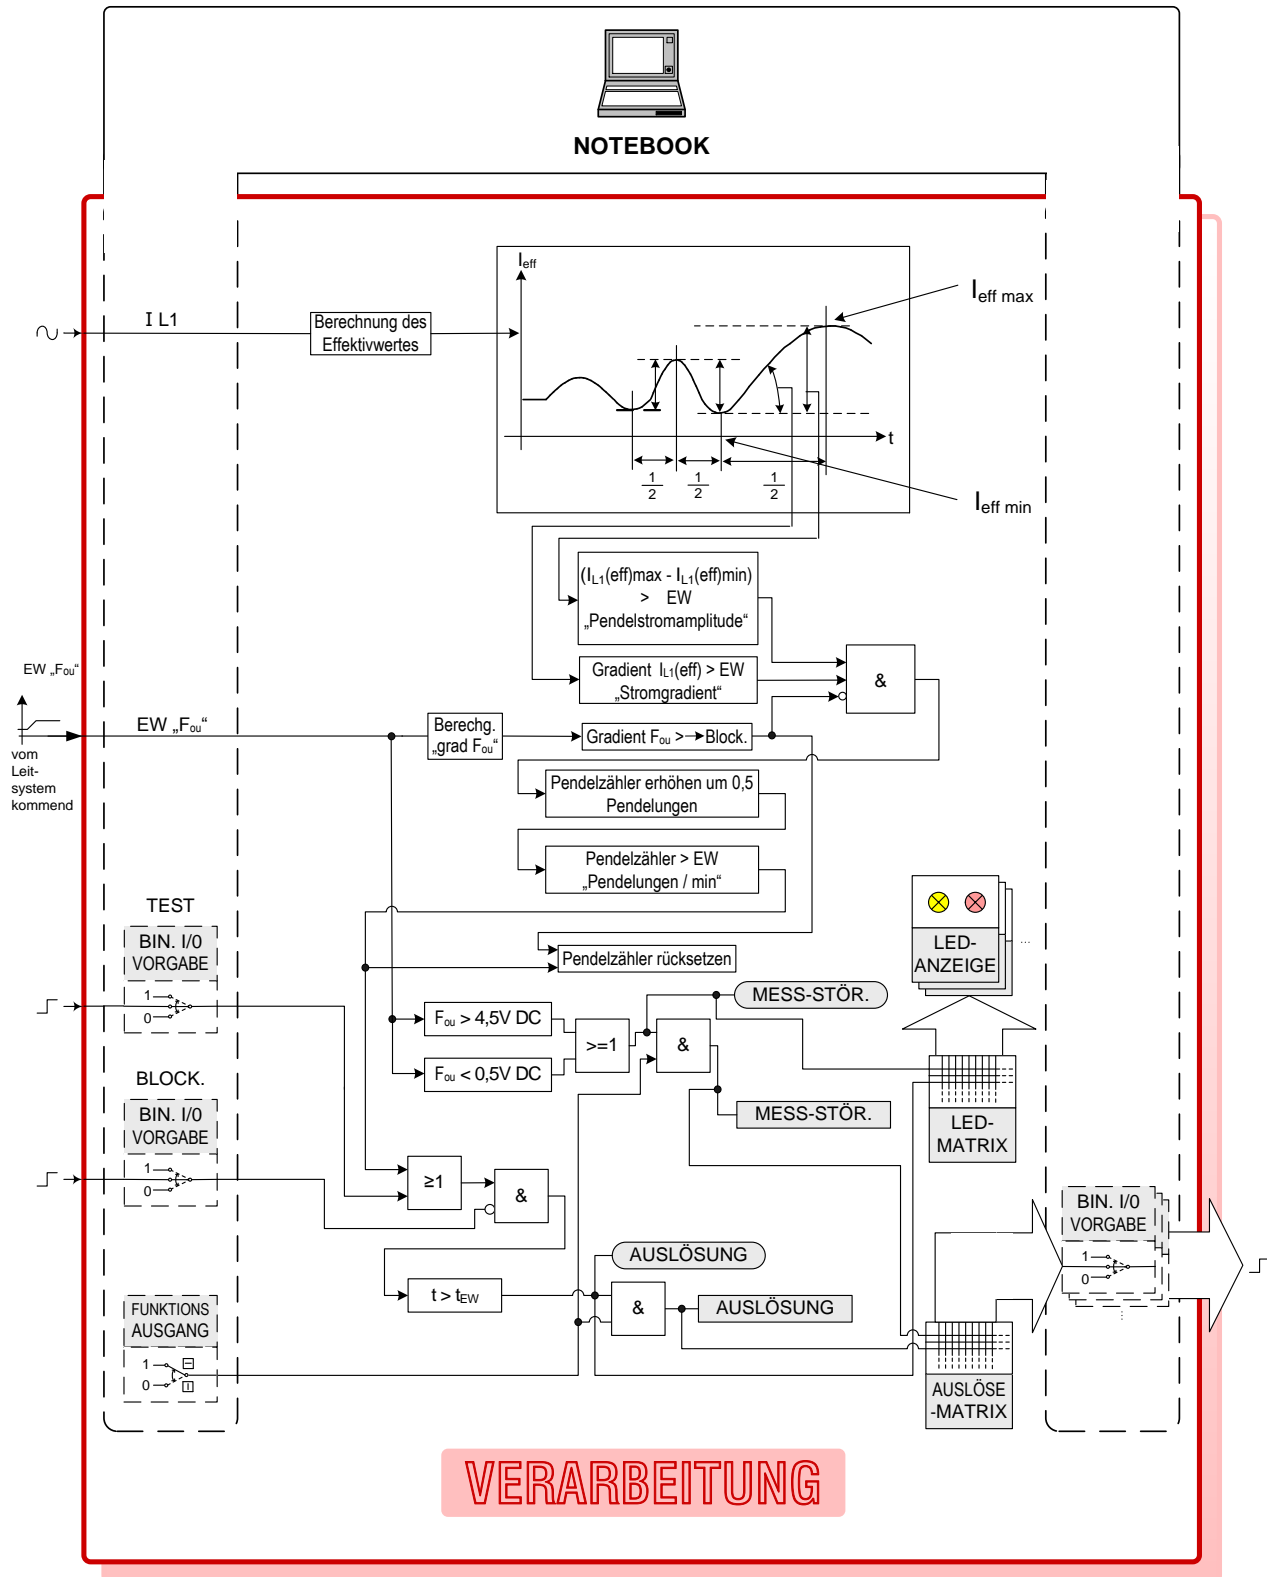 NOTEBOOK
I L1
Berechnung des
Effektivwertes
Ieff
Ieff max
t
1
2
1
2
1
2
Ieff min
(IL1(eff)max - IL1(eff)min)
> EW
„Pendelstromamplitude“
Gradient IL1(eff) > EW
„Stromgradient“
&
EW „Fou“
vom
Leit-
system
kommend
EW „Fou“
Berechg.
„grad Fou“
Gradient Fou > Block.
Pendelzähler erhöhen um 0,5
Pendelungen
Pendelzähler > EW
„Pendelungen / min“
Pendelzähler rücksetzen
TEST
BIN. I/0
VORGABE
1
0
Fou > 4,5V DC
Fou < 0,5V DC
>=1
&
MESS-STÖR.
MESS-STÖR.
LED-
ANZEIGE
...
LED-
MATRIX
BLOCK.
BIN. I/0
VORGABE
1
0
≥1
&
t > tEW
AUSLÖSUNG
&
AUSLÖSUNG
BIN. I/0
VORGABE
1
0
...
FUNKTIONS
AUSGANG
1
0
AUSLÖSE
-MATRIX
VERARBEITUNG